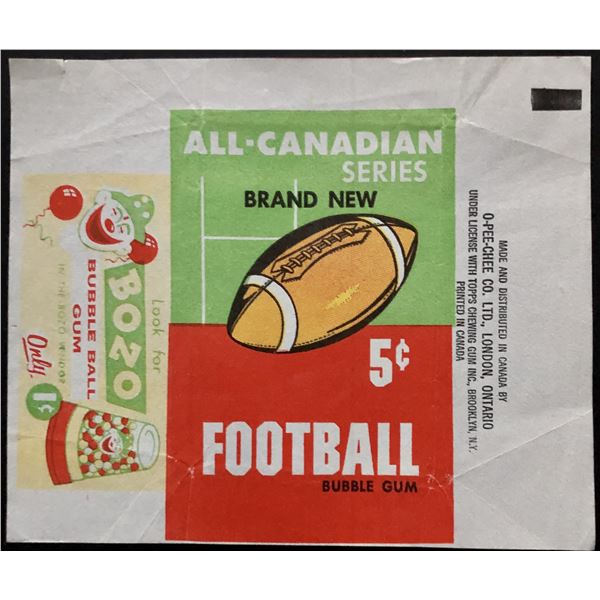 ALL-CANADIAN
SERIES
BRAND NEW
5¢
FOOTBALL
BUBBLE GUM
Look for
BOZO
BUBBLE BALL
GUM
IN THE BOZO VENDOR
Only.
1¢
MADE AND DISTRIBUTED IN CANADA BY
O-PEE-CHEE CO. LTD., LONDON, ONTARIO
UNDER LICENSE WITH TOPPS CHEWING GUM INC., BROOKLYN, N.Y.
PRINTED IN CANADA